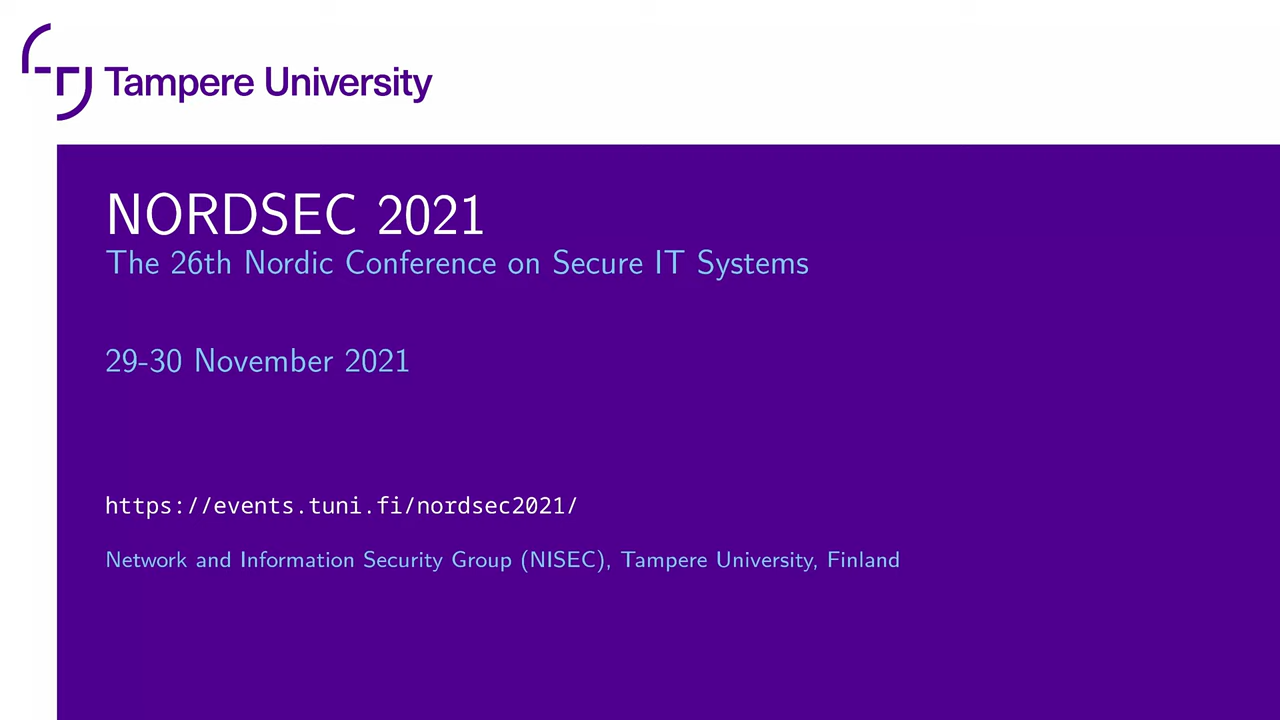 Tampere University
NORDSEC 2021
The 26th Nordic Conference on Secure IT Systems
29-30 November 2021
https://events.tuni.fi/nordsec2021/
Network and Information Security Group (NISEC), Tampere University, Finland